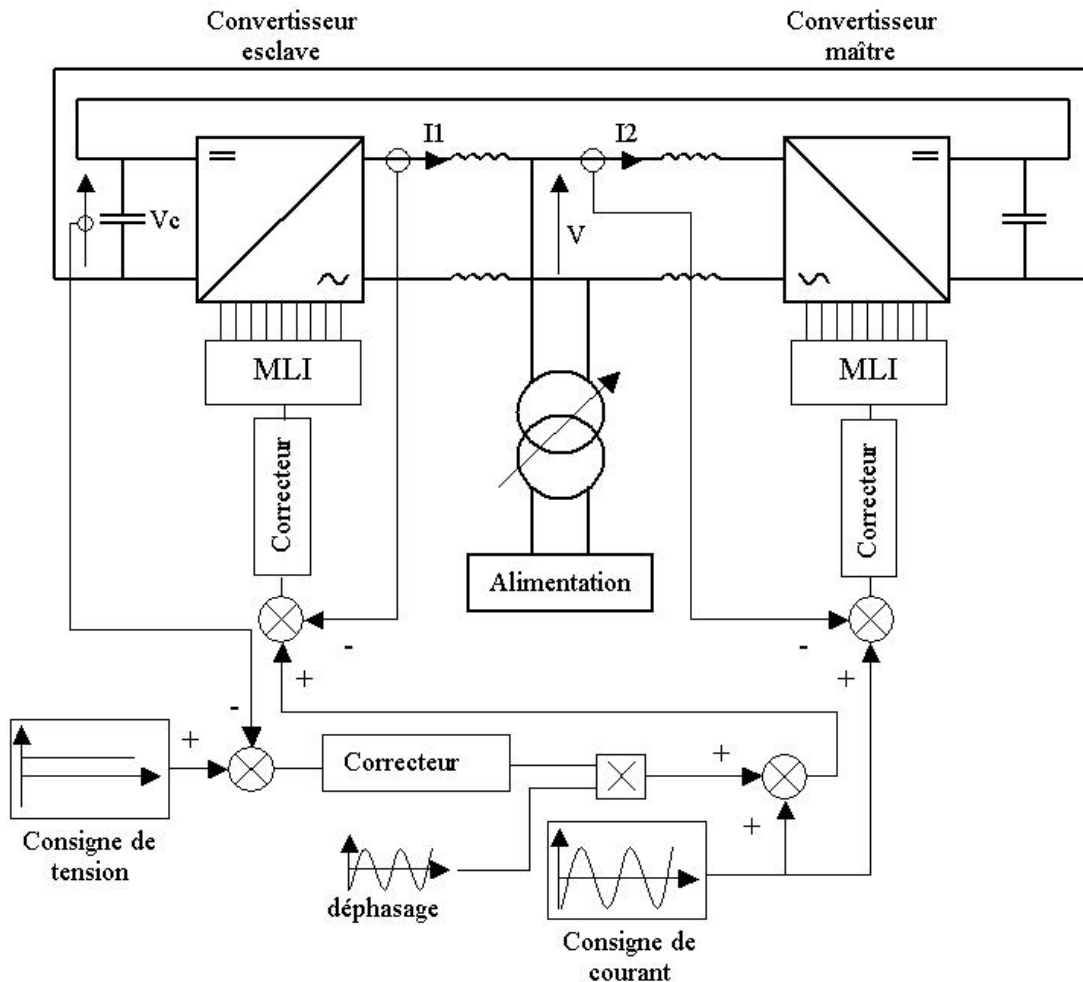 Convertisseur
esclave
Convertisseur
maître
I1
I2
Vc
V
MLI
MLI
Correcteur
Correcteur
Alimentation
-
-
+
+
-
+
Correcteur
+
+
Consigne de
tension
déphasage
Consigne de
courant